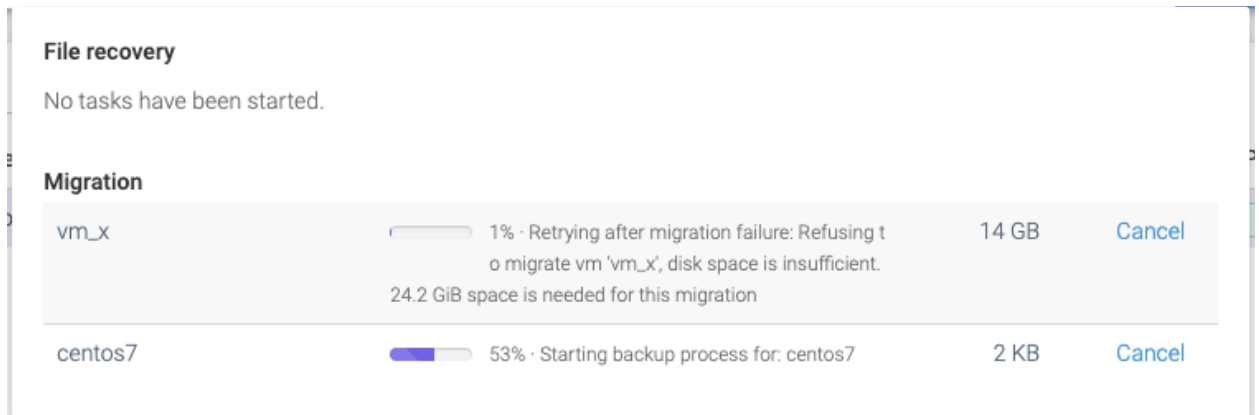 File recovery
No tasks have been started.
Migration
vm_x 1% · Retrying after migration failure: Refusing t 14 GB Cancel
o migrate vm 'vm_x', disk space is insufficient.
24.2 GiB space is needed for this migration
centos7 53% · Starting backup process for: centos7 2 KB Cancel